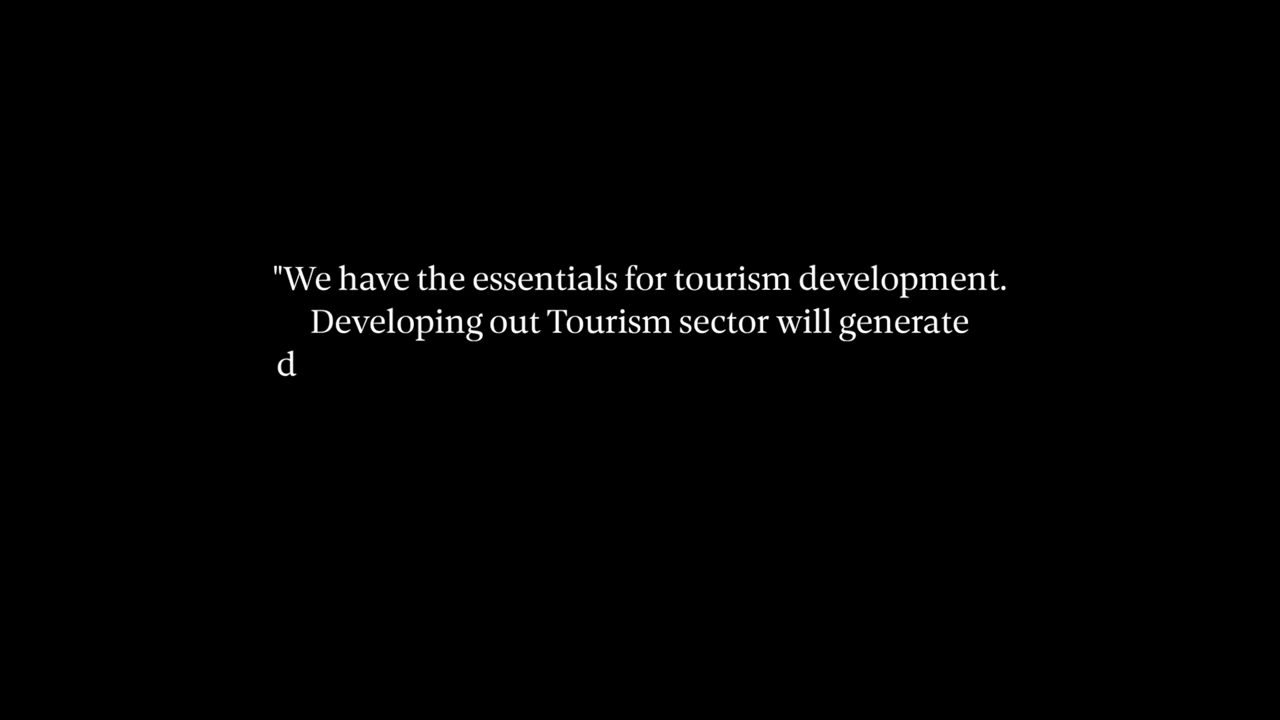 "We have the essentials for tourism development.
Developing out Tourism sector will generate
d